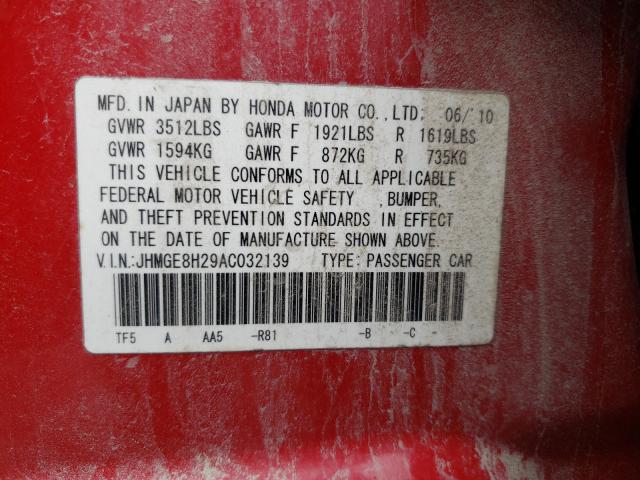 MFD. IN JAPAN BY HONDA MOTOR CO., LTD. 06/'10
GVWR 3512LBS GAWR F 1921LBS R 1619LBS
GVWR 1594KG GAWR F 872KG R 735KG
THIS VEHICLE CONFORMS TO ALL APPLICABLE
FEDERAL MOTOR VEHICLE SAFETY ,BUMPER,
AND THEFT PREVENTION STANDARDS IN EFFECT
ON THE DATE OF MANUFACTURE SHOWN ABOVE.
V.I.N.:JHMGE8H29AC032139 TYPE: PASSENGER CAR
TF5 A AA5 -R81 -B -C -